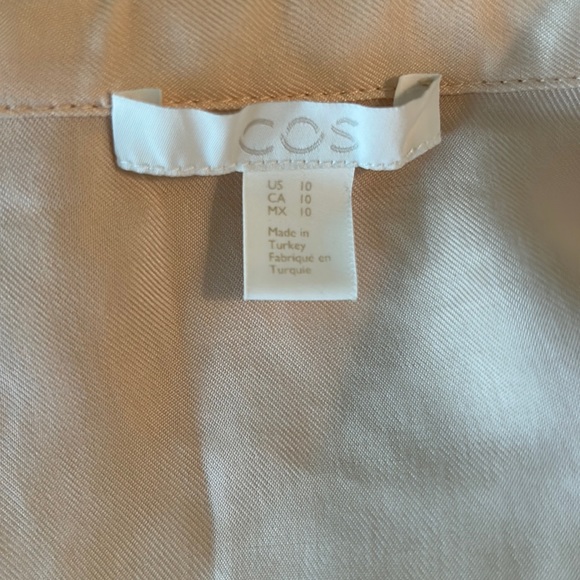 COS
US 10
CA 10
MX 10
Made in
Turkey
Fabriqué en
Turquie